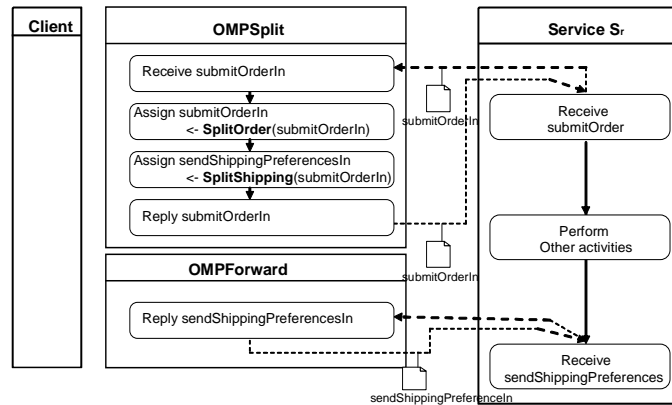 Client
OMPSplit
Service Sr
Receive submitOrderIn
submitOrderIn
Receive
submitOrder
Assign submitOrderIn
<- SplitOrder(submitOrderIn)
Assign sendShippingPreferencesIn
<- SplitShipping(submitOrderIn)
Reply submitOrderIn
Perform
Other activities
submitOrderIn
OMPForward
Reply sendShippingPreferencesIn
Receive
sendShippingPreferences
sendShippingPreferenceIn